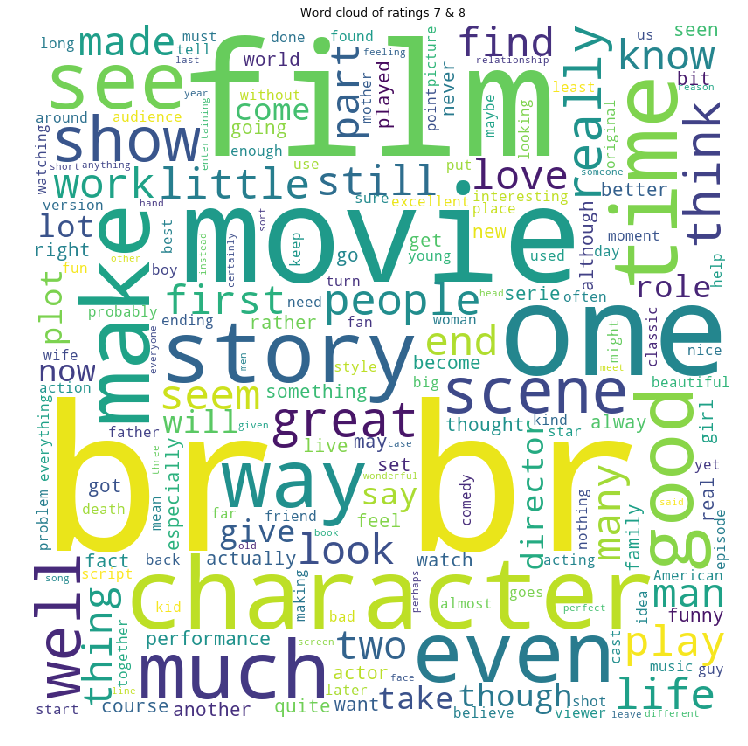 Word cloud of ratings 7 & 8
long
must
done
found
us
seen
made
tell
last
feeling
relationship
find
know
see
film
world
part
mother
played
point
picture
never
maybe
looking
really
bit
reason
year
without
come
going
enough
entertaining
least
original
around
audience
show
watching
short
anything
use
put
love
someone
time
think
work
little
still
sure
excellent
interesting
place
better
version
hand
sort
lot
make
movie
best
instead
certainly
keep
go
get
young
new
used
although
day
moment
right
fun
other
boy
turn
help
plot
probably
first
need
people
head
serie
often
role
ending
rather
fan
woman
one
might
classic
nice
wife
everyone
story
men
style
end
become
meet
now
action
seem
something
big
scene
beautiful
father
will
given
great
live
may
case
thought
kind
star
alway
good
girl
problem
everything
got
death
mean
three
especially
way
far
friend
set
wonderful
say
feel
comedy
director
nothing
many
family
said
real
yet
episode
br br
give
look
old
book
actually
watch
acting
fact
back
song
script
kid
making
bad
perhaps
almost
goes
perfect
idea
American
man
character
funny
well
thing
together
performance
screen
two
even
cast
play
music
guy
line
much
actor
later
face
want
take
though
shot
life
start
course
another
quite
believe
viewer
leave
different